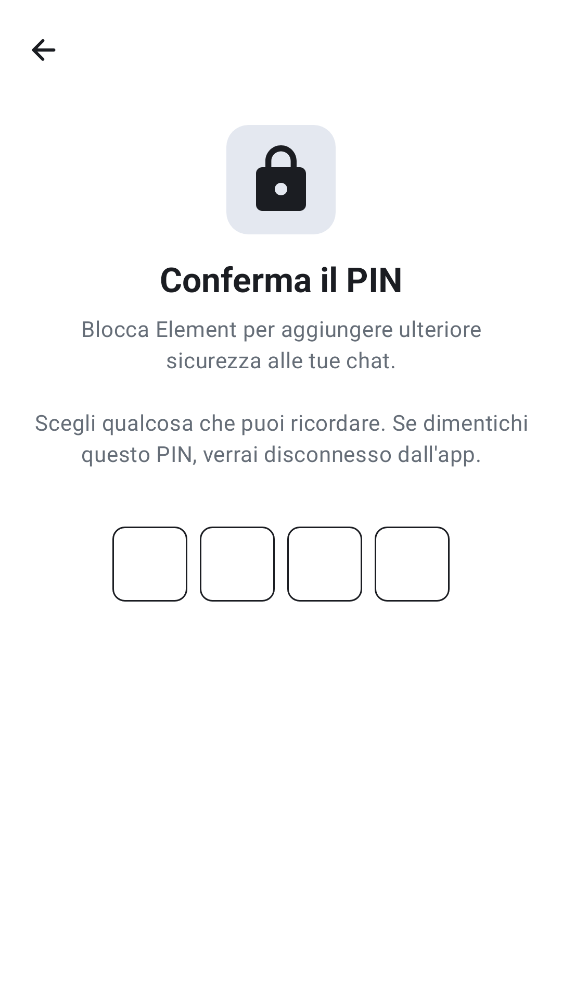 Conferma il PIN
Blocca Element per aggiungere ulteriore
sicurezza alle tue chat.
Scegli qualcosa che puoi ricordare. Se dimentichi
questo PIN, verrai disconnesso dall'app.